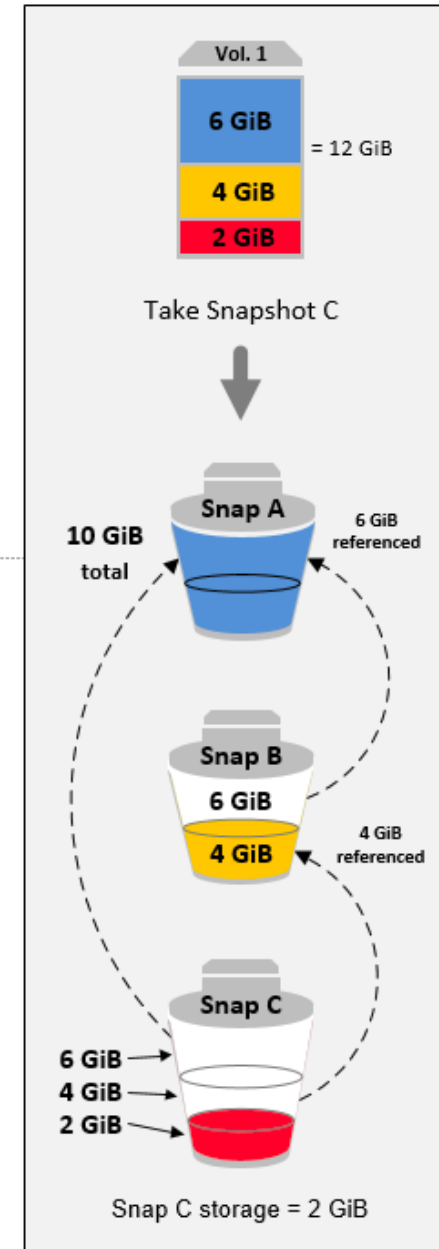 Vol. 1
6 GiB
= 12 GiB
4 GiB
2 GiB
Take Snapshot C
Snap A
10 GiB
total
6 GiB
referenced
Snap B
6 GiB
4 GiB
4 GiB
referenced
Snap C
6 GiB
4 GiB
2 GiB
Snap C storage = 2 GiB